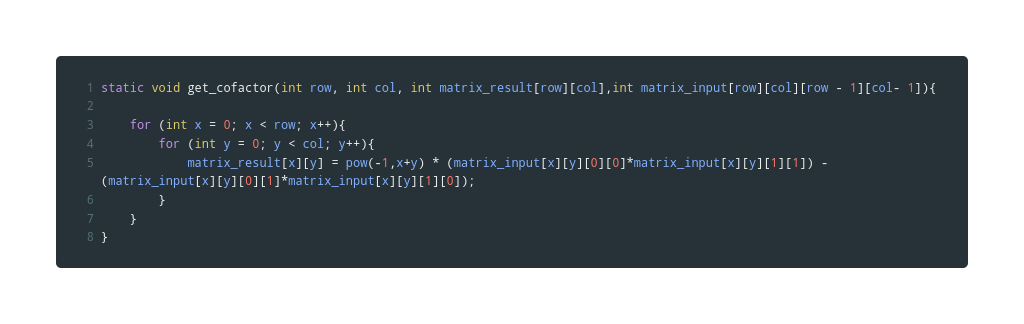 1 static void get_cofactor(int row, int col, int matrix_result[row][col],int matrix_input[row][col][row - 1][col- 1]){
2
3     for (int x = 0; x < row; x++){
4         for (int y = 0; y < col; y++){
5             matrix_result[x][y] = pow(-1,x+y) * (matrix_input[x][y][0][0]*matrix_input[x][y][1][1]) -
(matrix_input[x][y][0][1]*matrix_input[x][y][1][0]);
6         }
7     }
8 }